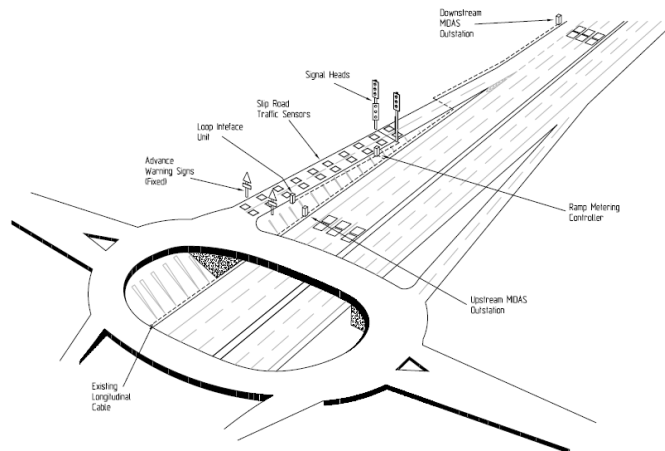 Downstream
MIDAS
Outstation
Signal Heads
Slip Road
Traffic Sensors
Loop Inteface
Unit
Advance
Warning Signs
(Fixed)
Ramp Metering
Controller
Upstream MIDAS
Outstation
Existing
Longitudinal
Cable